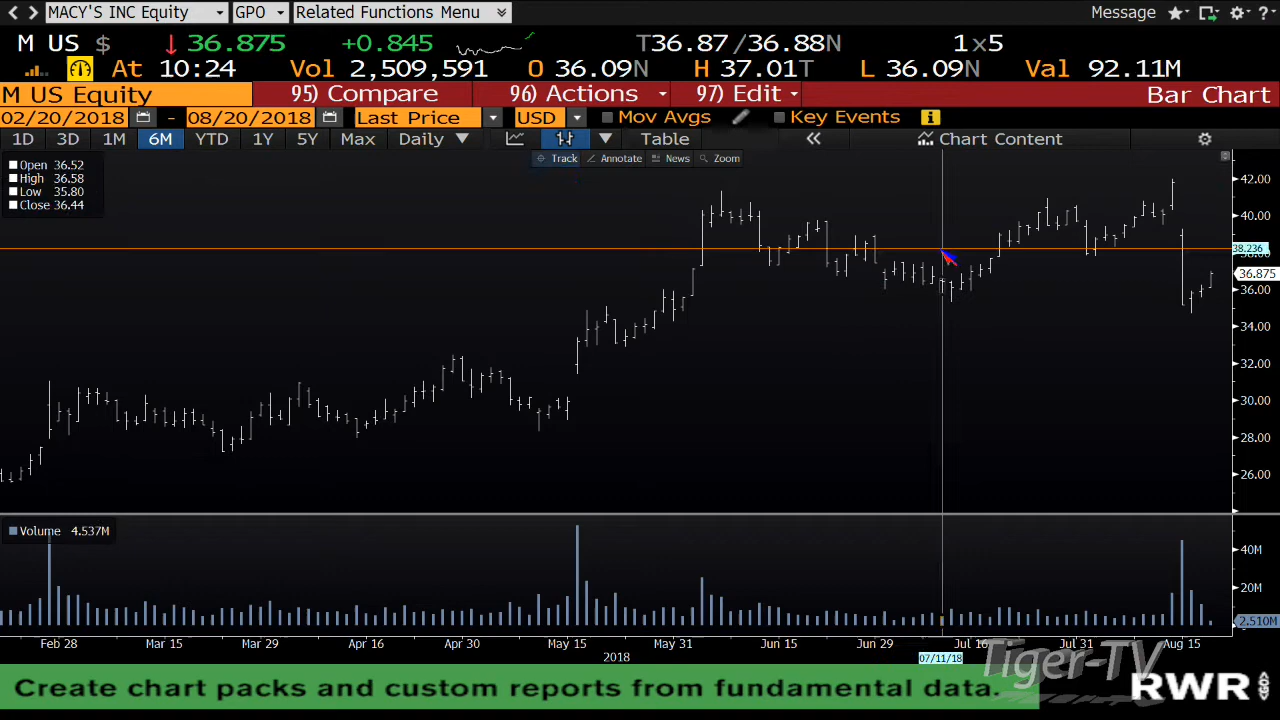 MACY'S INC Equity GPO Related Functions Menu Message ?
M US $ 36.875 +0.845 T36.87/36.88N 1x5
At 10:24 Vol 2,509,591 O 36.09N H 37.01T L 36.09N Val 92.11M
M US Equity 95) Compare 96) Actions 97) Edit Bar Chart
02/20/2018 - 08/20/2018 Last Price USD Mov Avgs Key Events i
1D 3D 1M 6M YTD 1Y 5Y Max Daily Table « Chart Content
Track Annotate News Zoom
Open 36.52
High 36.58
Low 35.80
Close 36.44
42.00
40.00
38.236
38.00
36.875
36.00
34.00
32.00
30.00
28.00
26.00
Volume 4.537M
40M
20M
2.510M
Feb 28 Mar 15 Mar 29 Apr 16 Apr 30 May 15 May 31 Jun 15 Jun 29 Jul 16 Jul 31 Aug 15
2018 07/11/18
Tiger-TV
Create chart packs and custom reports from fundamental data. RWR GO